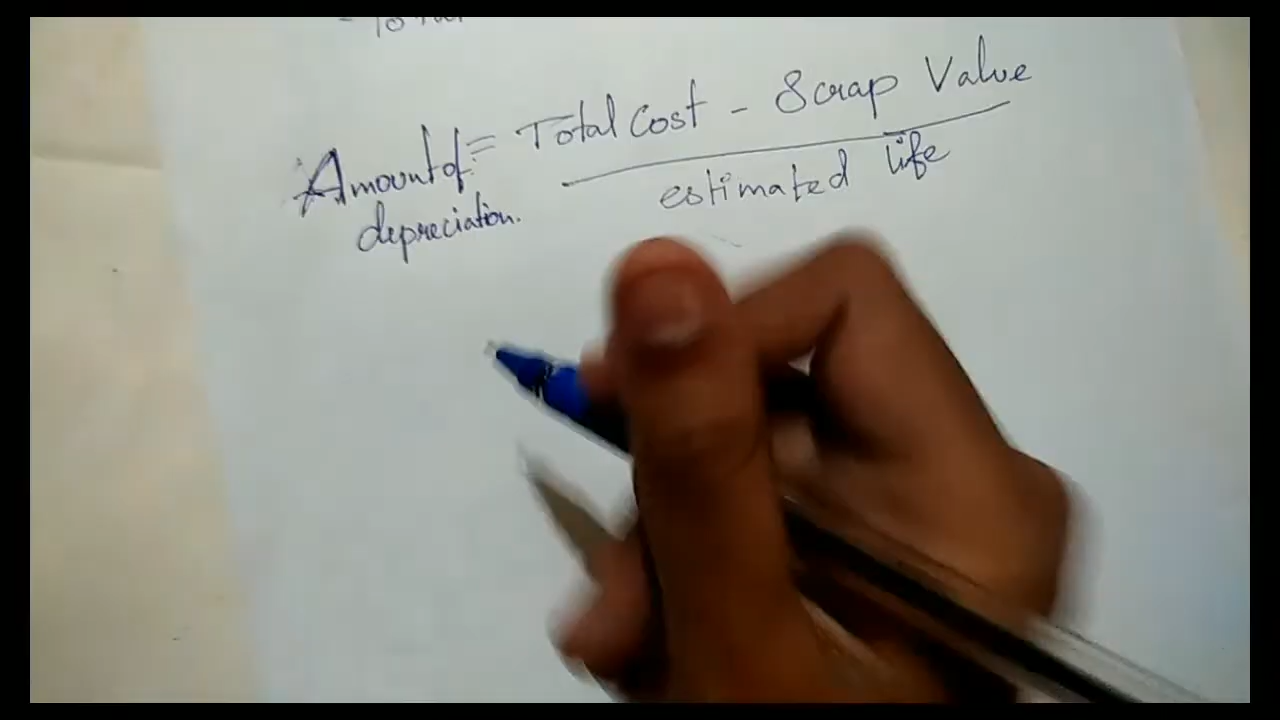 Amount of = Total Cost - Scrap Value
estimated life
depreciation.